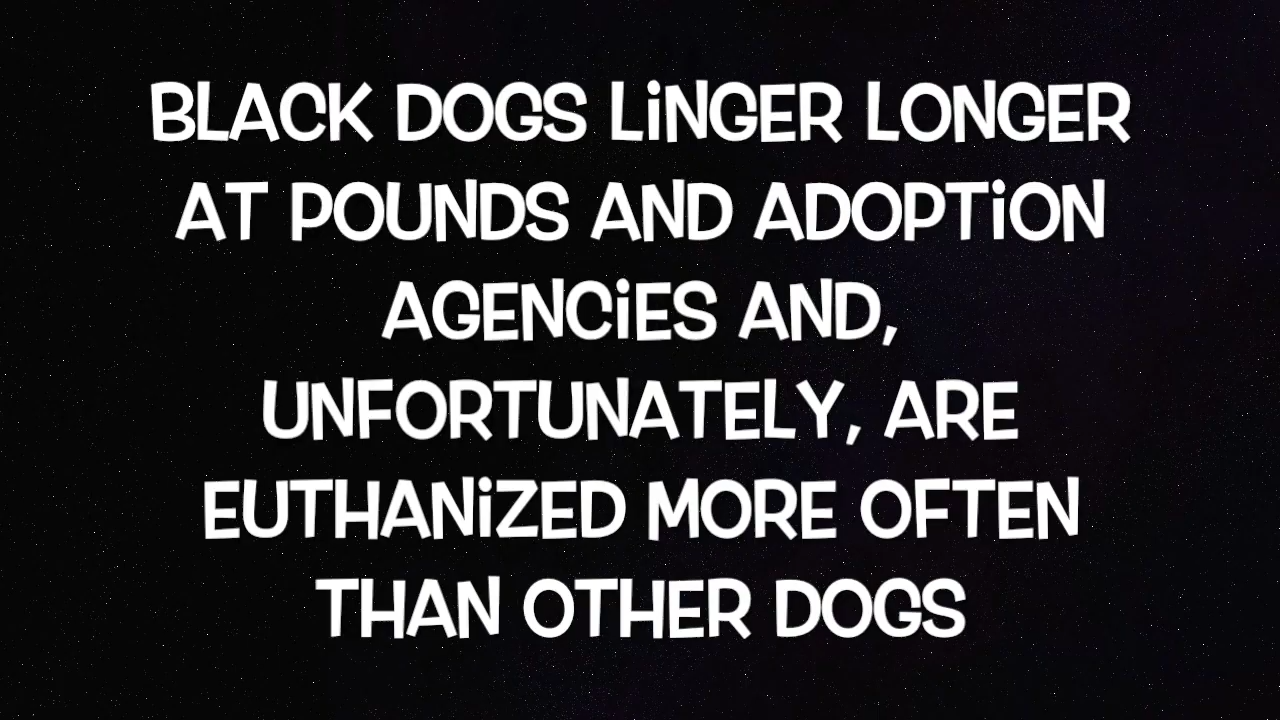 BLACK DOGS LiNGER LONGER
AT POUNDS AND ADOPTiON
AGENCiES AND,
UNFORTUNATELY, ARE
EUTHANiZED MORE OFTEN
THAN OTHER DOGS